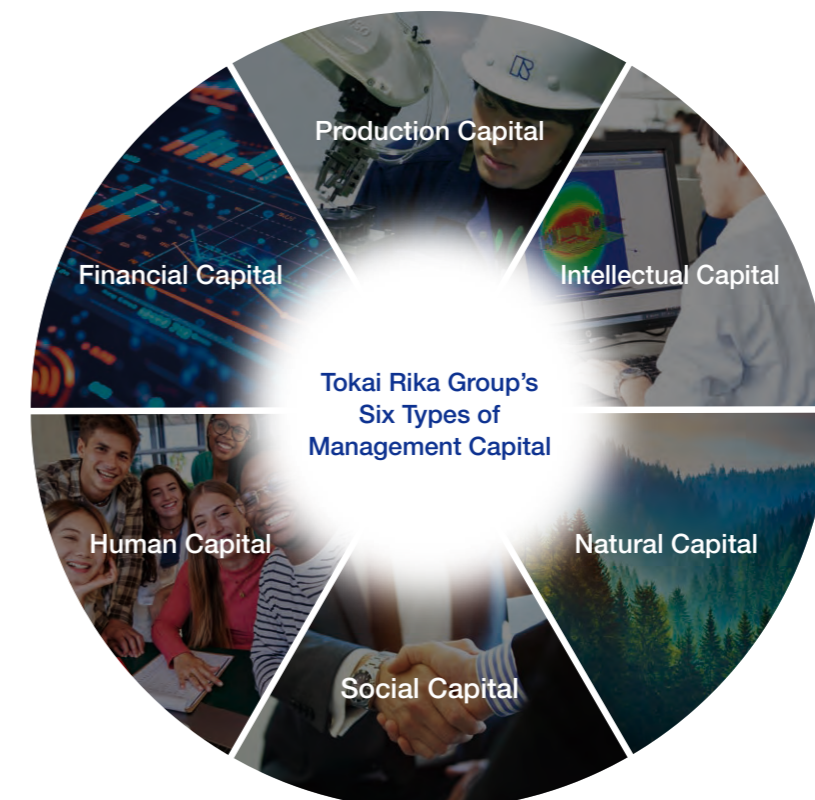 Production Capital
Financial Capital
Intellectual Capital
Tokai Rika Group’s
Six Types of
Management Capital
Human Capital
Natural Capital
Social Capital